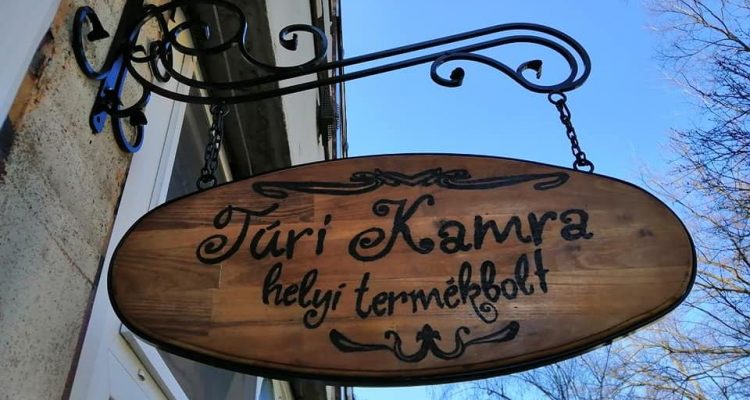 Túri Kamra
helyi termékbolt